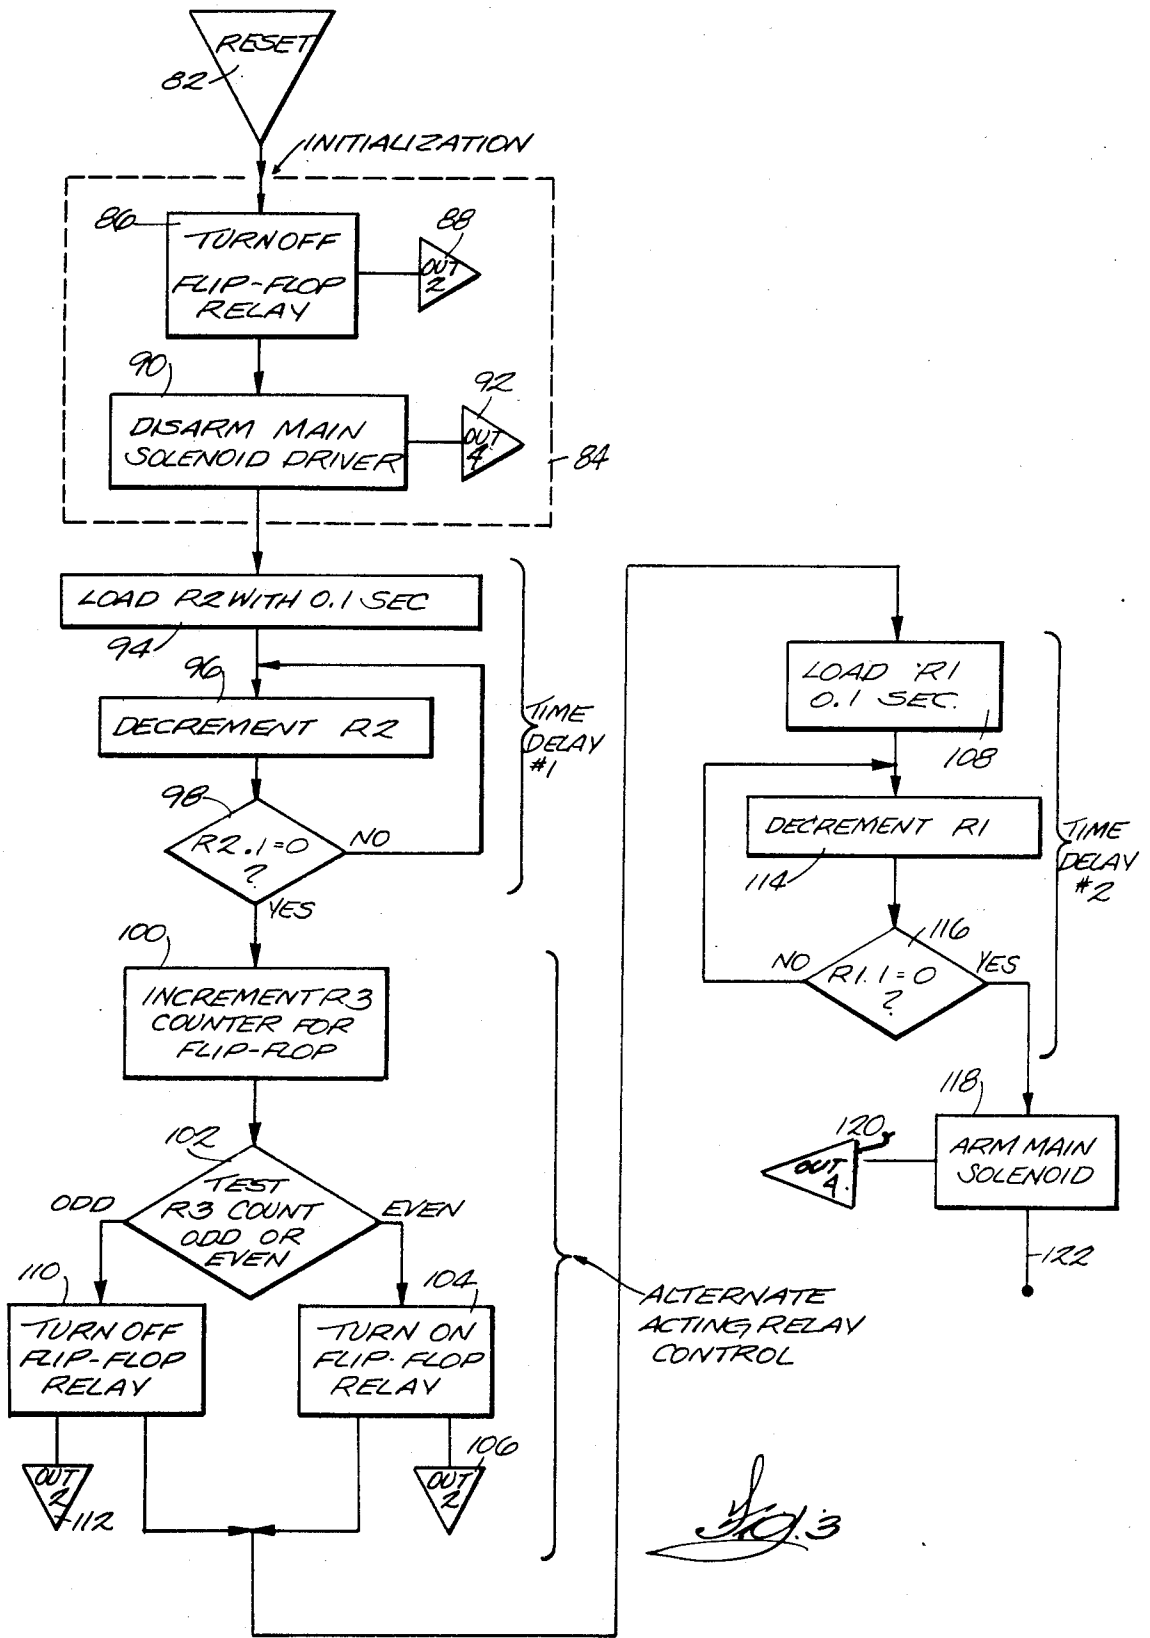 RESET
82
INITIALIZATION
86
TURN OFF
FLIP-FLOP
RELAY
88
OUT
2
90
DISARM MAIN
SOLENOID DRIVER
92
OUT
4
84
LOAD R2 WITH 0.1 SEC
94
96
DECREMENT R2
98
R2.1=0
?
NO
YES
TIME
DELAY
#1
100
INCREMENT R3
COUNTER FOR
FLIP-FLOP
102
TEST
R3 COUNT
ODD OR
EVEN
ODD
EVEN
110
TURN OFF
FLIP-FLOP
RELAY
OUT
2
112
104
TURN ON
FLIP-FLOP
RELAY
OUT
2
106
ALTERNATE
ACTING RELAY
CONTROL
LOAD R1
0.1 SEC.
108
DECREMENT R1
114
116
R1.1=0
?
NO
YES
TIME
DELAY
#2
118
ARM MAIN
SOLENOID
120
OUT
4.
122
FIG. 3